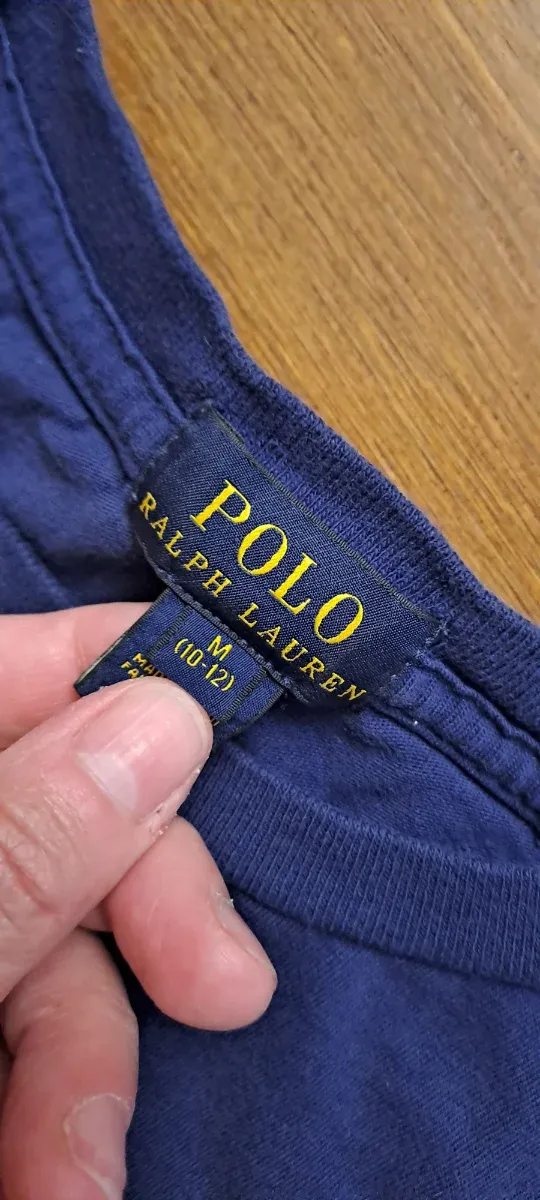 POLO
RALPH LAUREN
M
(10-12)